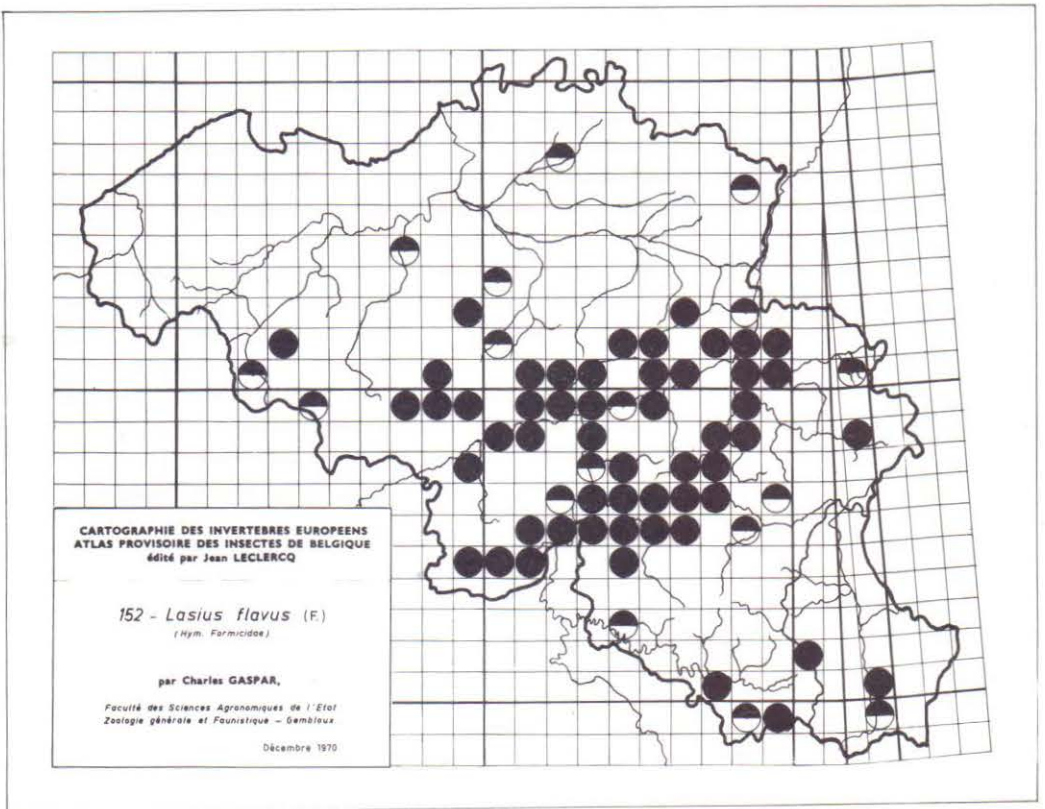 CARTOGRAPHIE DES INVERTEBRES EUROPEENS
ATLAS PROVISOIRE DES INSECTES DE BELGIQUE
édité par Jean LECLERCQ
152 - Lasius flavus (F.)
(Hym. Formicidae)
par Charles GASPAR,
Faculté des Sciences Agronomiques de l'Etat
Zoologie générale et Faunistique - Gembloux.
Décembre 1970